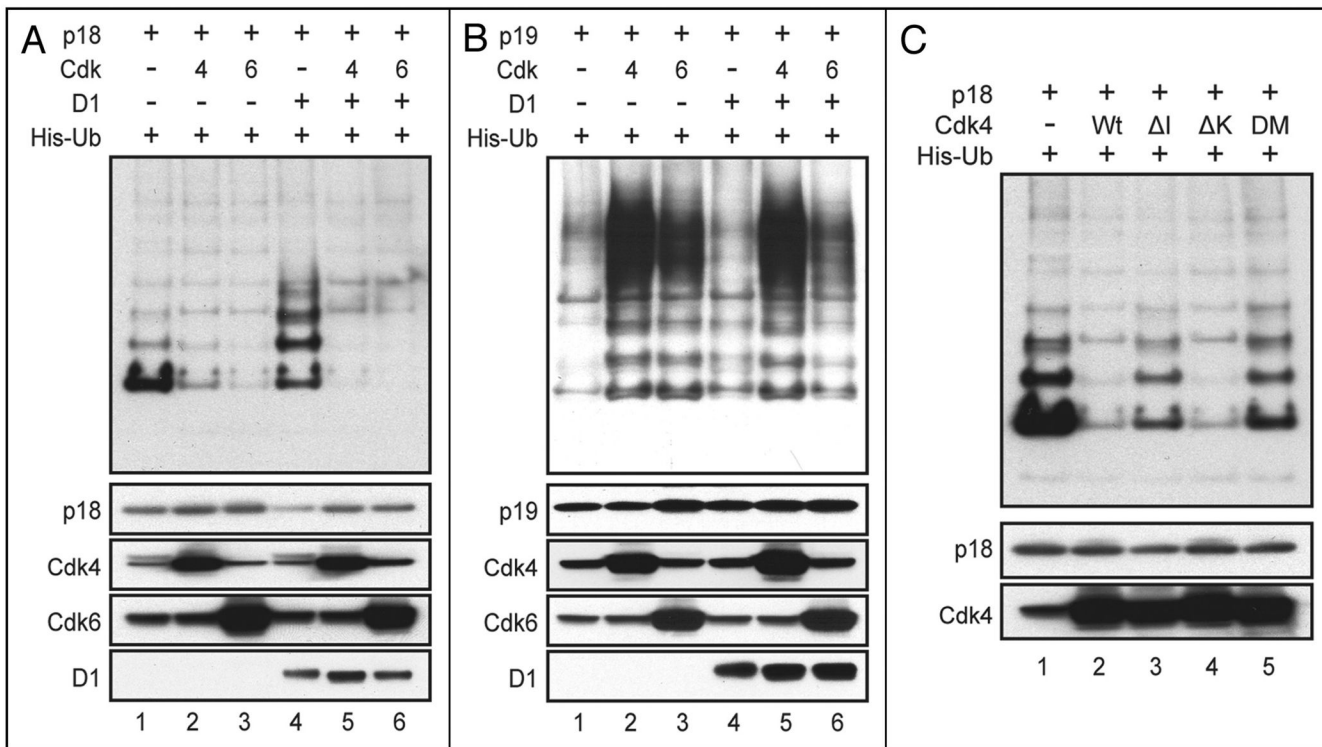 A
p18 + + + + + +
Cdk - 4 6 - 4 6
D1 - - - + + +
His-Ub + + + + + +
p18
Cdk4
Cdk6
D1
1 2 3 4 5 6
B
p19 + + + + + +
Cdk - 4 6 - 4 6
D1 - - - + + +
His-Ub + + + + + +
p19
Cdk4
Cdk6
D1
1 2 3 4 5 6
C
p18 + + + + +
Cdk4 - Wt ΔI ΔK DM
His-Ub + + + + +
p18
Cdk4
1 2 3 4 5